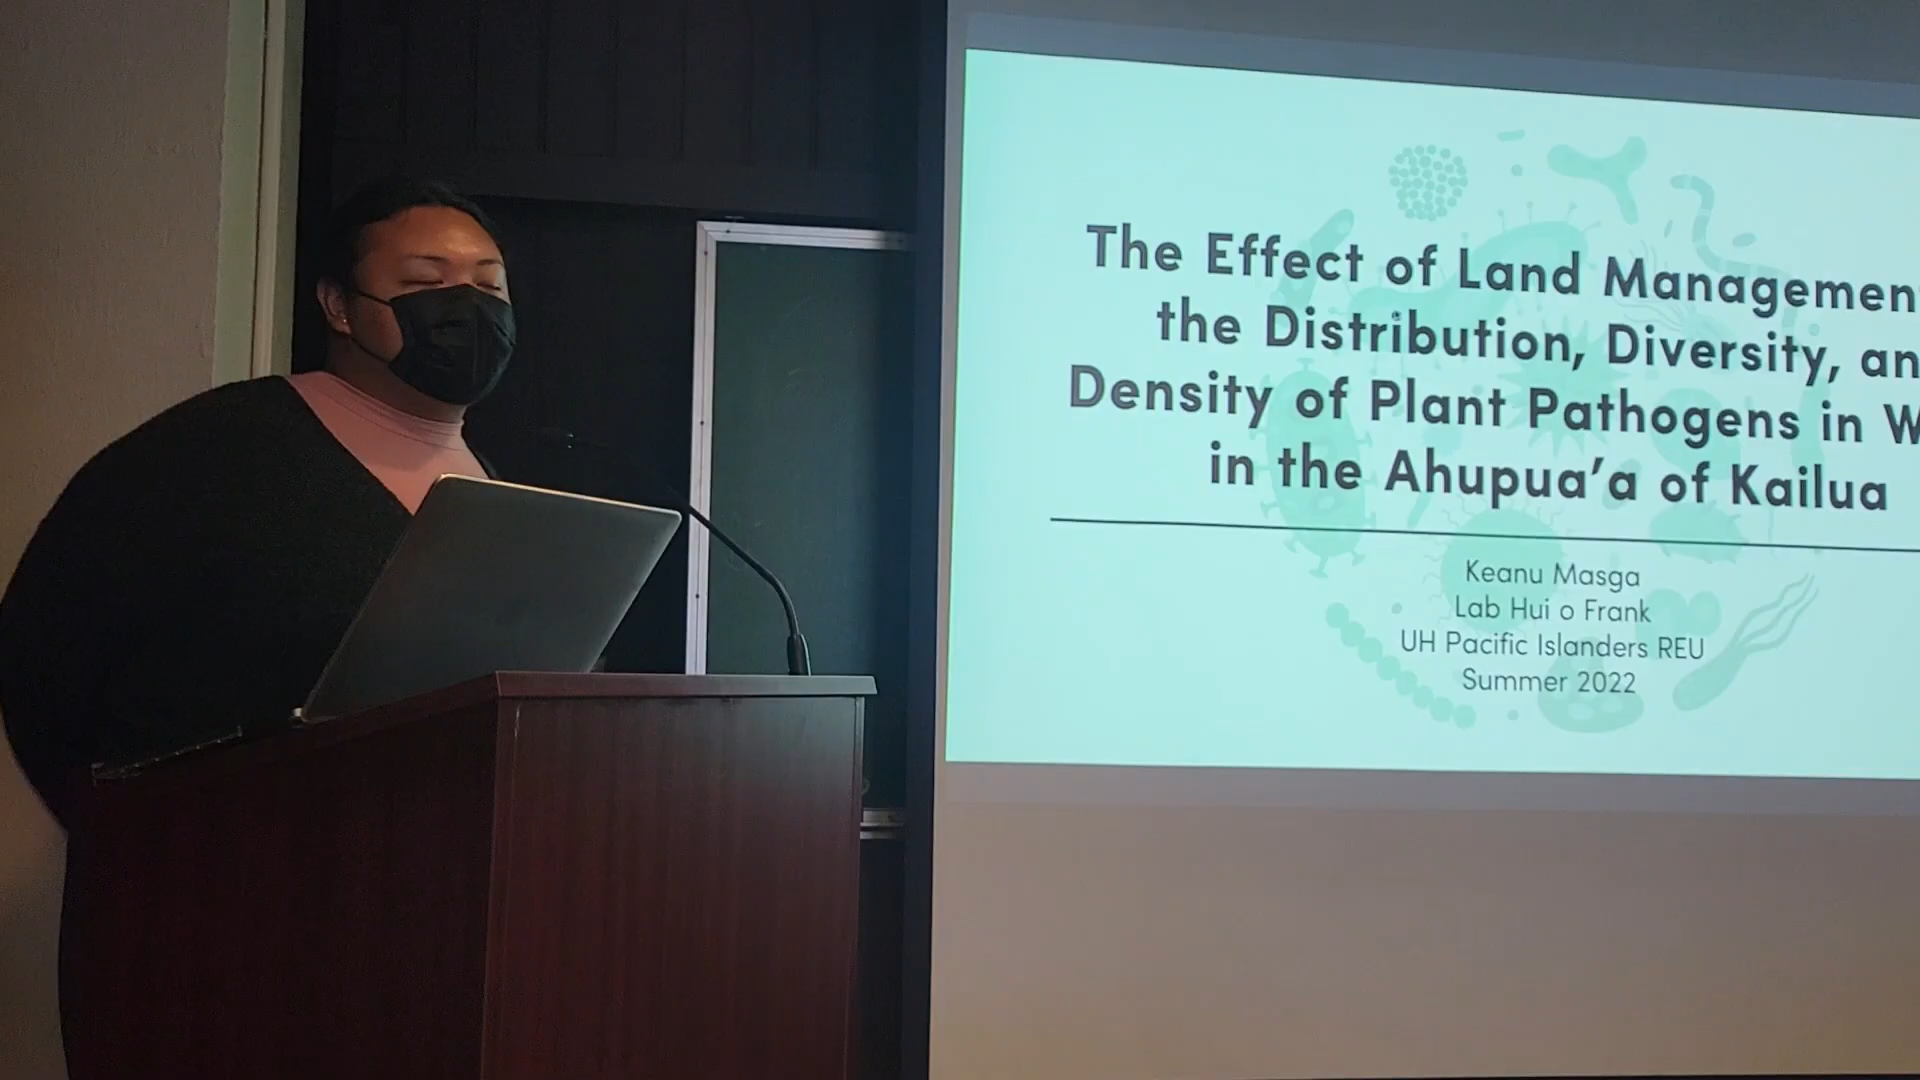 The Effect of Land Managemen
the Distribution, Diversity, an
Density of Plant Pathogens in W
in the Ahupua’a of Kailua
Keanu Masga
Lab Hui o Frank
UH Pacific Islanders REU
Summer 2022